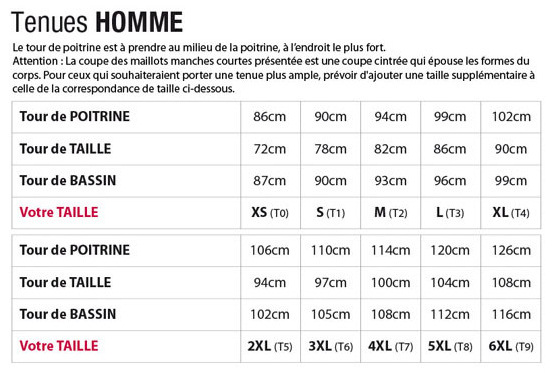 Tenues HOMME
Le tour de poitrine est à prendre au milieu de la poitrine, à l'endroit le plus fort.
Attention : La coupe des maillots manches courtes présentée est une coupe cintrée qui épouse les formes du
corps. Pour ceux qui souhaiteraient porter une tenue plus ample, prévoir d'ajouter une taille supplémentaire à
celle de la correspondance de taille ci-dessous.
Tour de POITRINE 86cm 90cm 94cm 99cm 102cm
Tour de TAILLE 72cm 78cm 82cm 86cm 90cm
Tour de BASSIN 87cm 90cm 93cm 96cm 99cm
Votre TAILLE XS (T0) S (T1) M (T2) L (T3) XL (T4)
Tour de POITRINE 106cm 110cm 114cm 120cm 126cm
Tour de TAILLE 94cm 97cm 100cm 104cm 108cm
Tour de BASSIN 102cm 105cm 108cm 112cm 116cm
Votre TAILLE 2XL (T5) 3XL (T6) 4XL (T7) 5XL (T8) 6XL (T9)